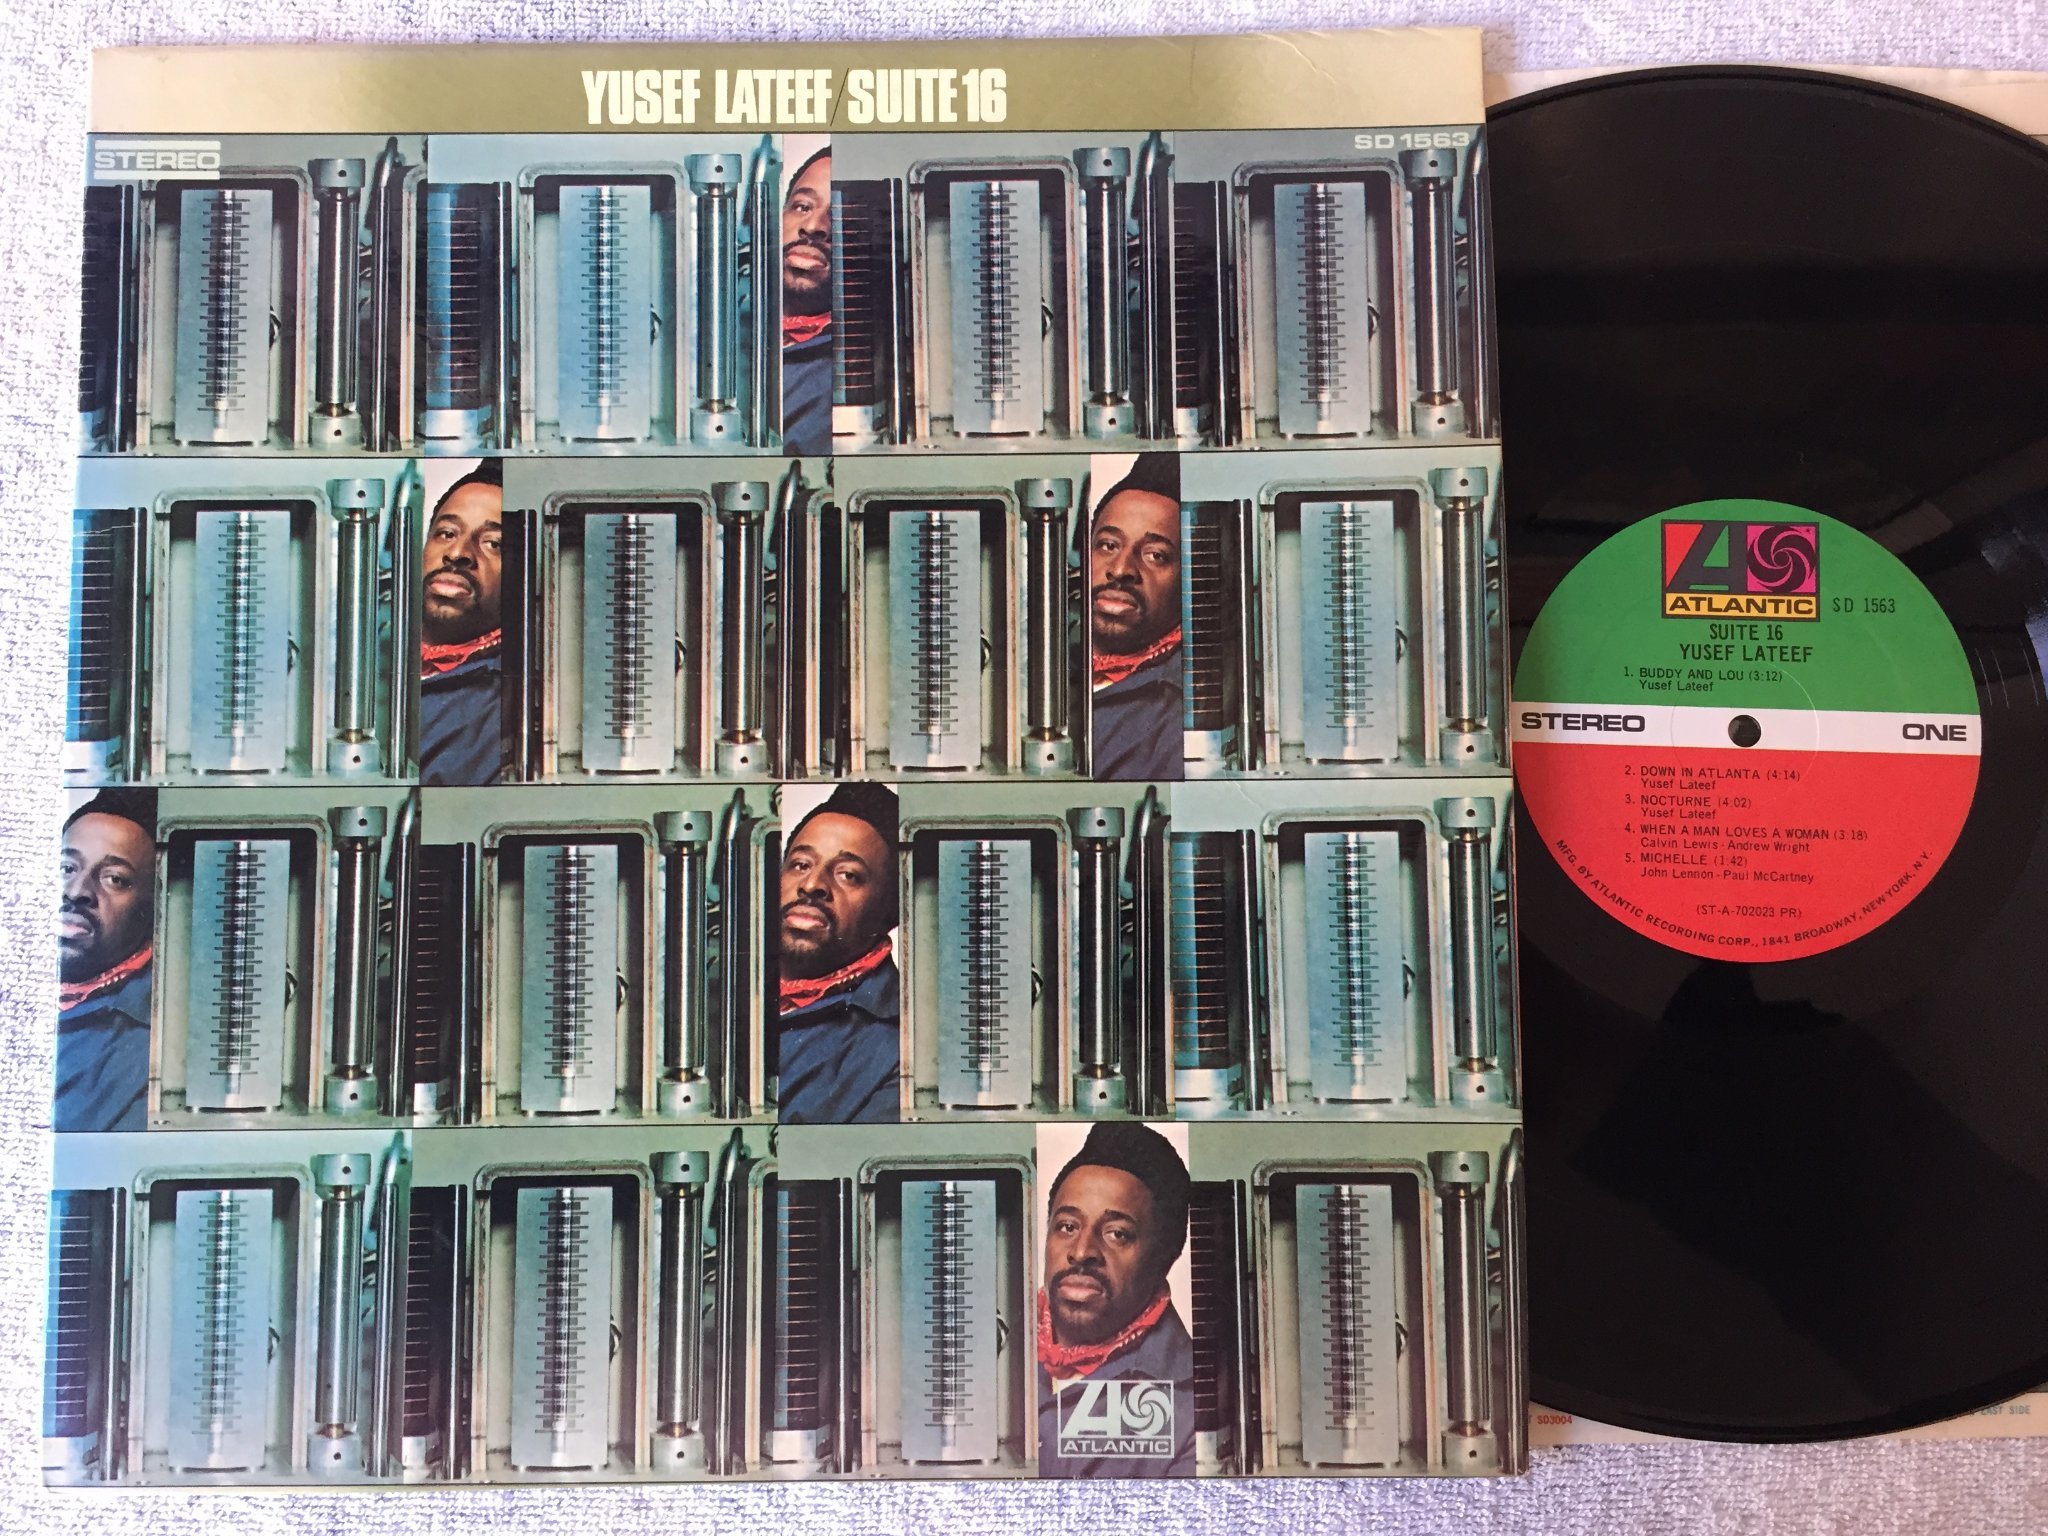 YUSEF LATEEF/SUITE 16
STEREO
SD 1563
ATLANTIC
ATLANTIC
SD 1563
SUITE 16
YUSEF LATEEF
1. BUDDY AND LOU (3:12)
Yusef Lateef
STEREO
ONE
2. DOWN IN ATLANTA (4:14)
Yusef Lateef
3. NOCTURNE (4:02)
Yusef Lateef
4. WHEN A MAN LOVES A WOMAN (3:18)
Calvin Lewis - Andrew Wright
5. MICHELLE (1:42)
John Lennon - Paul McCartney
(ST-A-702023 PR)
MFG. BY ATLANTIC RECORDING CORP., 1841 BROADWAY, NEW YORK, N.Y.
SD3004
EAST SIDE